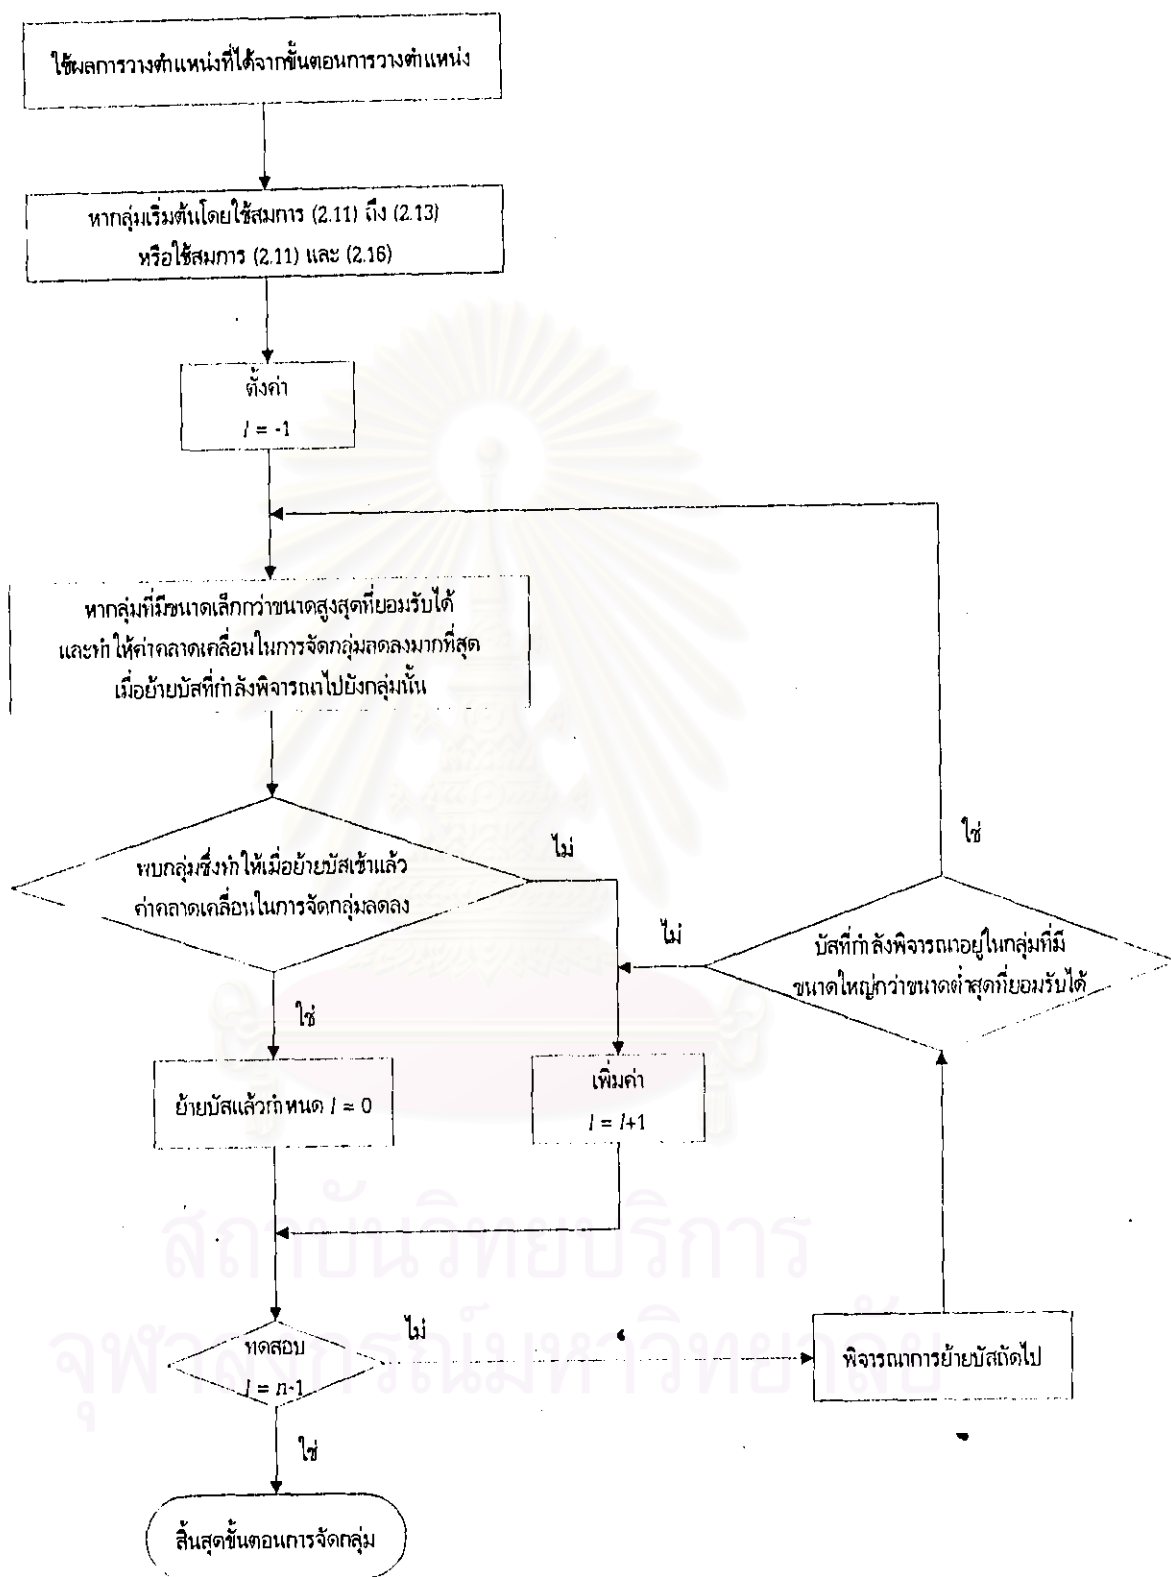 ใช้ผลการวางตำแหน่งที่ได้จากขั้นตอนการวางตำแหน่ง
หากลุ่มเริ่มต้นโดยใช้สมการ (2.11) ถึง (2.13)
หรือใช้สมการ (2.11) และ (2.16)
ตั้งค่า
l = -1
หากลุ่มที่มีขนาดเล็กกว่าขนาดสูงสุดที่ยอมรับได้
และทำให้ค่าคลาดเคลื่อนในการจัดกลุ่มลดลงมากที่สุด
เมื่อย้ายบัสที่กำลังพิจารณาไปยังกลุ่มนั้น
พบกลุ่มซึ่งทำให้เมื่อย้ายบัสเข้าแล้ว
ค่าคลาดเคลื่อนในการจัดกลุ่มลดลง
ไม่
ใช่
ไม่
ใช่
บัสที่กำลังพิจารณาอยู่ในกลุ่มที่มี
ขนาดใหญ่กว่าขนาดต่ำสุดที่ยอมรับได้
ย้ายบัสแล้วกำหนด l = 0
เพิ่มค่า
l = l+1
ทดสอบ
l = n-1
ไม่
พิจารณาการย้ายบัสถัดไป
ใช่
สิ้นสุดขั้นตอนการจัดกลุ่ม
สถาบันวิทยบริการ
จุฬาลงกรณ์มหาวิทยาลัย